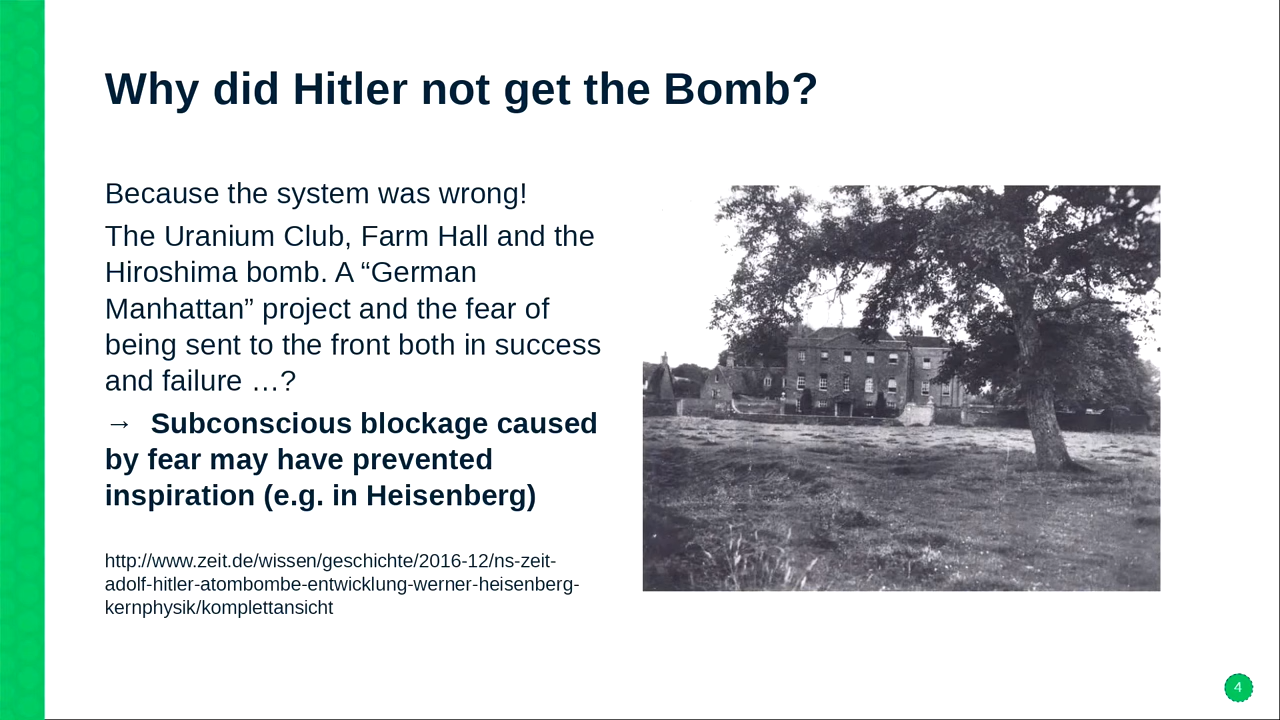 Why did Hitler not get the Bomb?
Because the system was wrong!
The Uranium Club, Farm Hall and the
Hiroshima bomb. A “German
Manhattan” project and the fear of
being sent to the front both in success
and failure …?
→ Subconscious blockage caused
by fear may have prevented
inspiration (e.g. in Heisenberg)
http://www.zeit.de/wissen/geschichte/2016-12/ns-zeit-
adolf-hitler-atombombe-entwicklung-werner-heisenberg-
kernphysik/komplettansicht
4